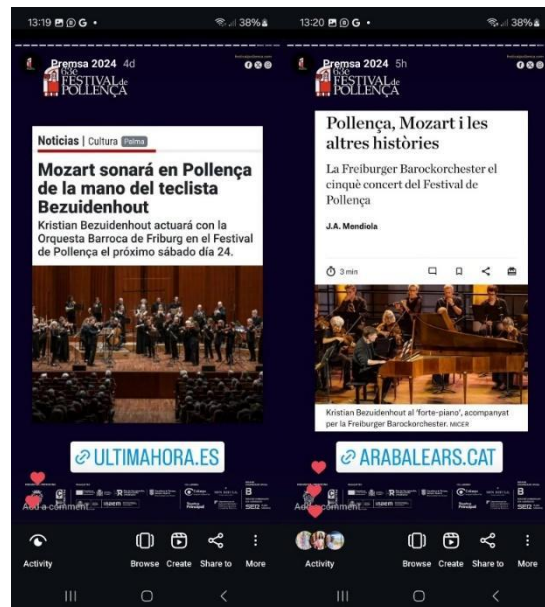 13:19
38%
Premsa 2024 4d
63è
FESTIVAL de
POLLENÇA
Noticias | Cultura Palma
Mozart sonará en Pollença
de la mano del teclista
Bezuidenhout
Kristian Bezuidenhout actuará con la
Orquesta Barroca de Friburg en el Festival
de Pollença el próximo sábado día 24.
ULTIMAHORA.ES
Add a comment...
Activity
Browse
Create
Share to
More
13:20
38%
Premsa 2024 5h
63è
FESTIVAL de
POLLENÇA
Pollença, Mozart i les
altres històries
La Freiburger Barockorchester el
cinquè concert del Festival de
Pollença
J.A. Mendiola
3 min
Kristian Bezuidenhout al 'forte-piano', acompanyat
per la Freiburger Barockorchester. MICER
ARABALEARS.CAT
Add a comment...
Activity
Browse
Create
Share to
More